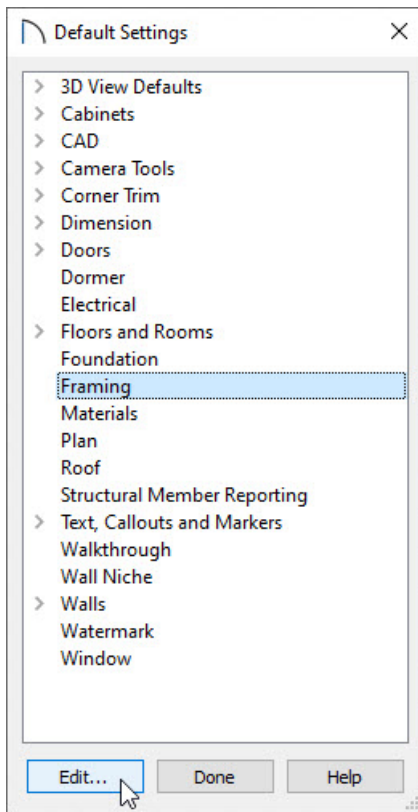 Default Settings
3D View Defaults
Cabinets
CAD
Camera Tools
Corner Trim
Dimension
Doors
Dormer
Electrical
Floors and Rooms
Foundation
Framing
Materials
Plan
Roof
Structural Member Reporting
Text, Callouts and Markers
Walkthrough
Wall Niche
Walls
Watermark
Window
Edit... Done Help